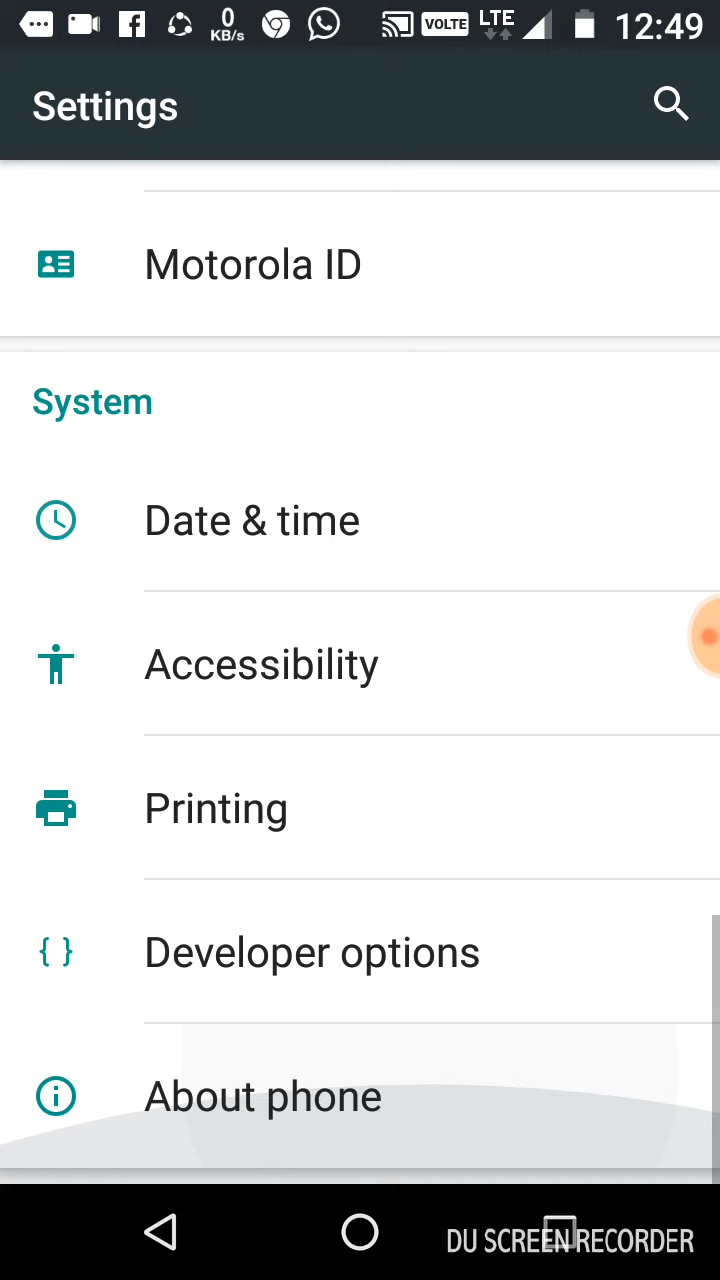 0 KB/s VOLTE LTE 12:49
Settings
Motorola ID
System
Date & time
Accessibility
Printing
{ } Developer options
About phone
DU SCREEN RECORDER